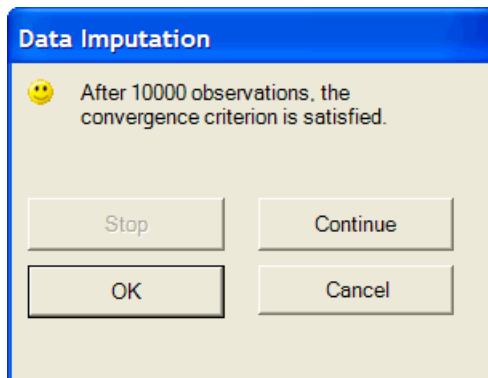 Data Imputation
After 10000 observations, the
convergence criterion is satisfied.
Stop
Continue
OK
Cancel